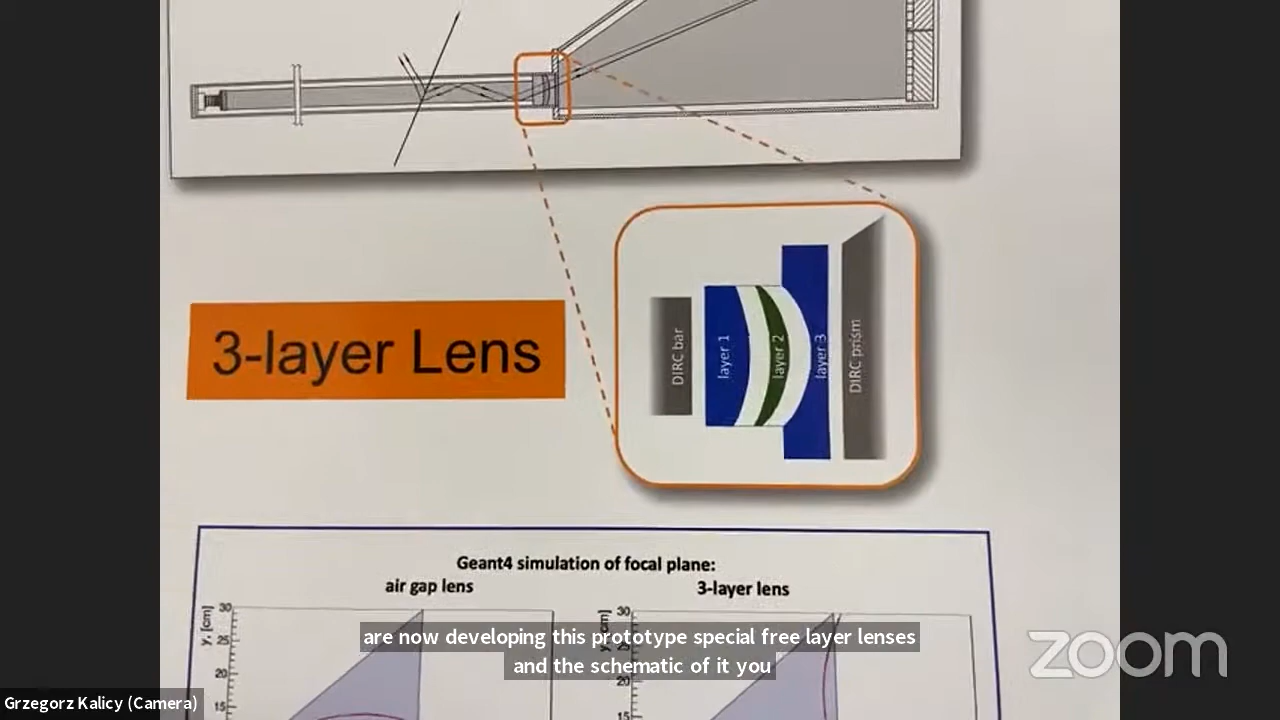 3-layer Lens
DIRC bar
layer 1
layer 2
layer 3
DIRC prism
Geant4 simulation of focal plane:
air gap lens
3-layer lens
y, [cm]
30
25
20
15
30
20
15
are now developing this prototype special free layer lenses
and the schematic of it you
zoom
Grzegorz Kalicy (Camera)